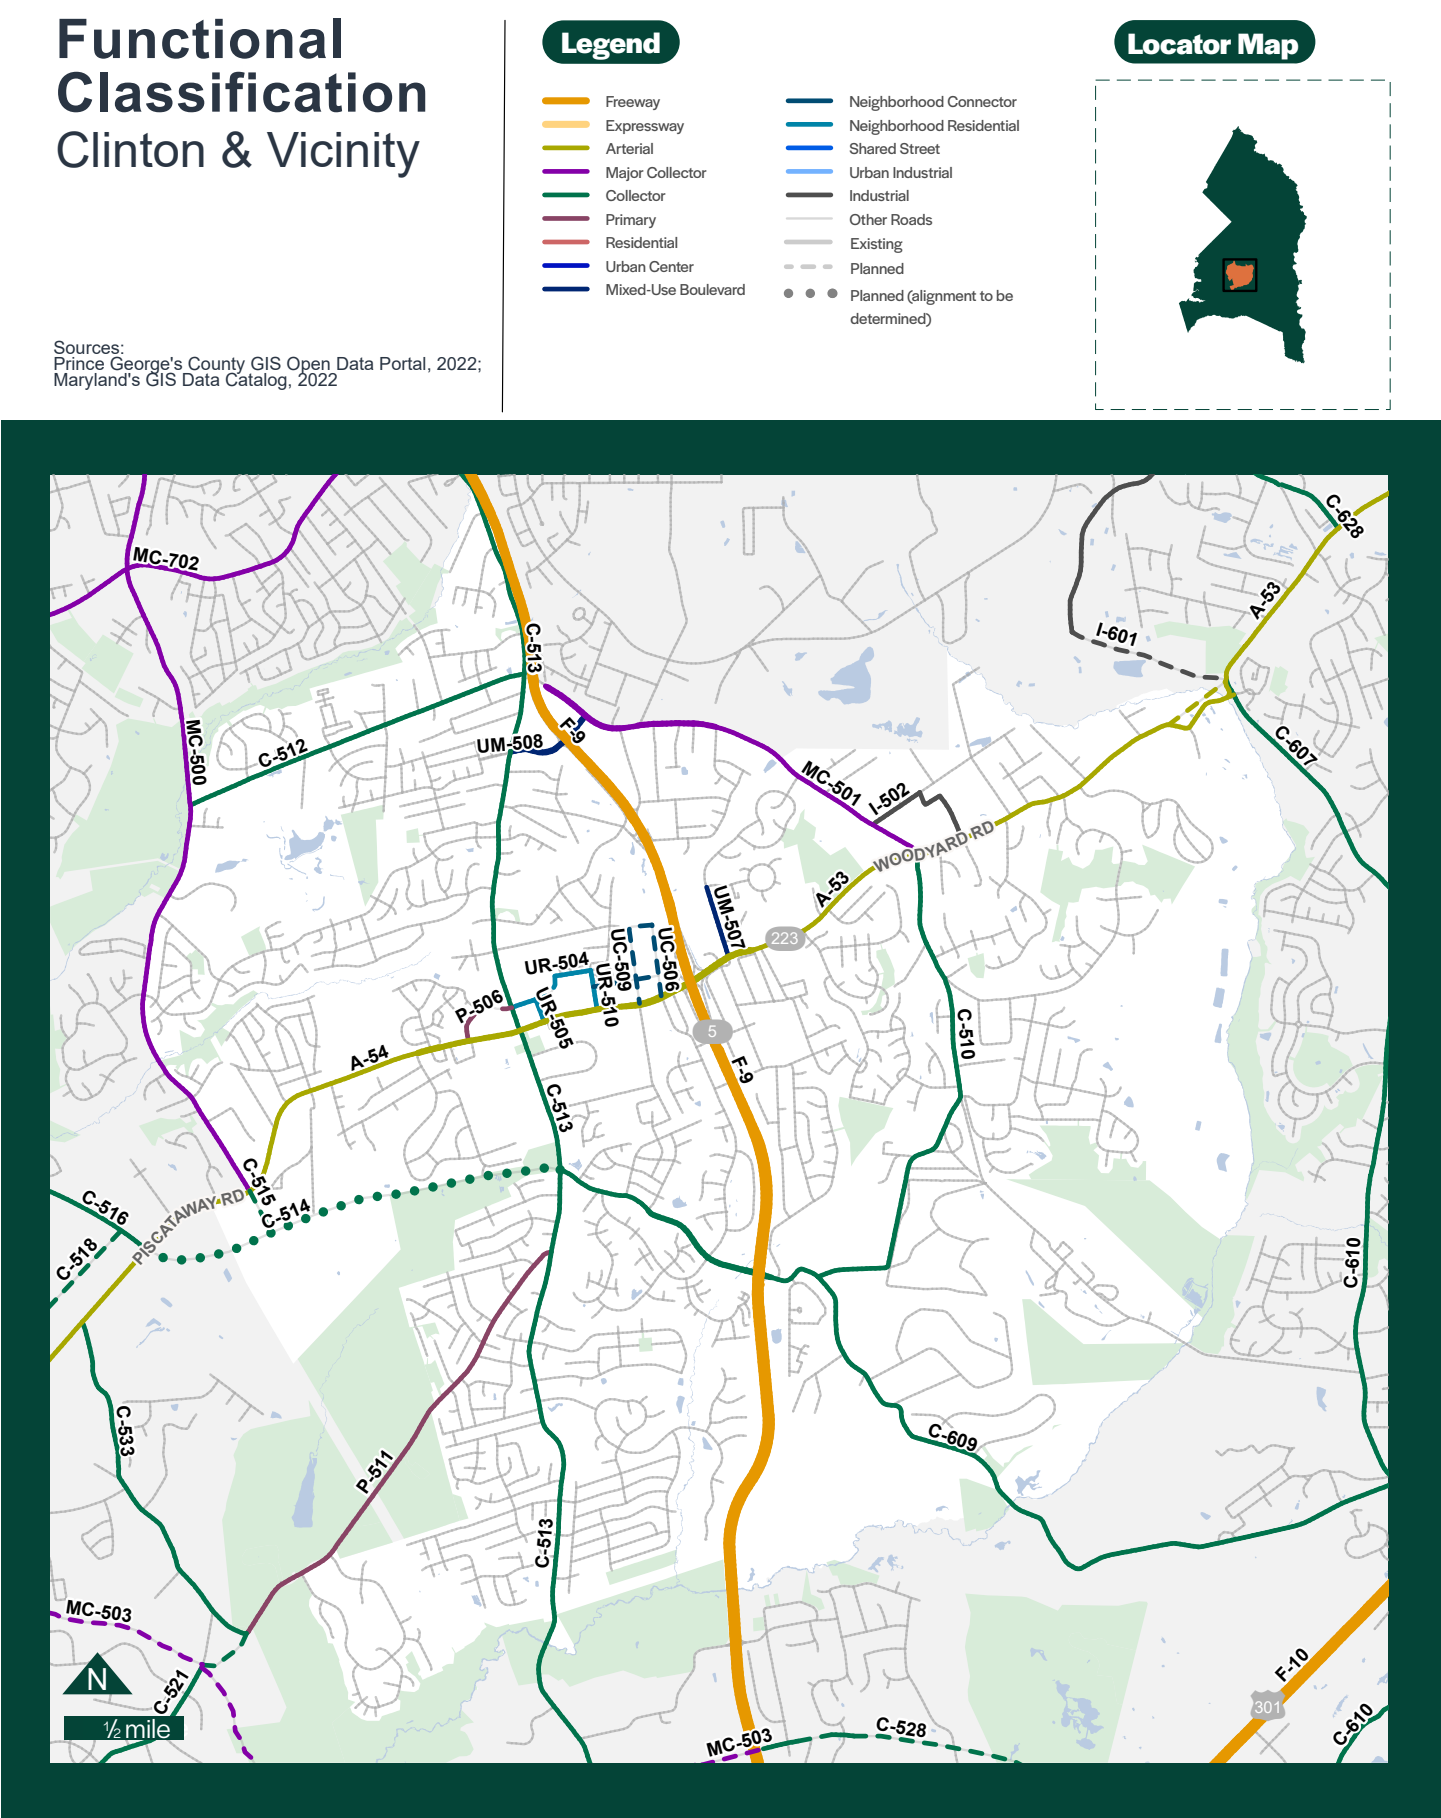 Functional
Classification
Clinton & Vicinity
Sources:
Prince George's County GIS Open Data Portal, 2022;
Maryland's GIS Data Catalog, 2022
Legend
Freeway
Expressway
Arterial
Major Collector
Collector
Primary
Residential
Urban Center
Mixed-Use Boulevard
Neighborhood Connector
Neighborhood Residential
Shared Street
Urban Industrial
Industrial
Other Roads
Existing
Planned
Planned (alignment to be
determined)
Locator Map
C-628
MC-702
A-53
C-513
I-601
MC-500
C-512
UM-508
F-9
C-607
MC-501
I-502
WOODYARD RD
A-53
UM-507
223
UC-509
UC-506
UR-504
UR-510
P-506
UR-505
5
A-54
F-9
C-510
C-513
C-515
C-516
PISCATAWAY RD
C-514
C-518
C-610
C-533
C-609
P-511
C-513
MC-503
C-521
F-10
301
C-610
C-528
MC-503
N
½ mile